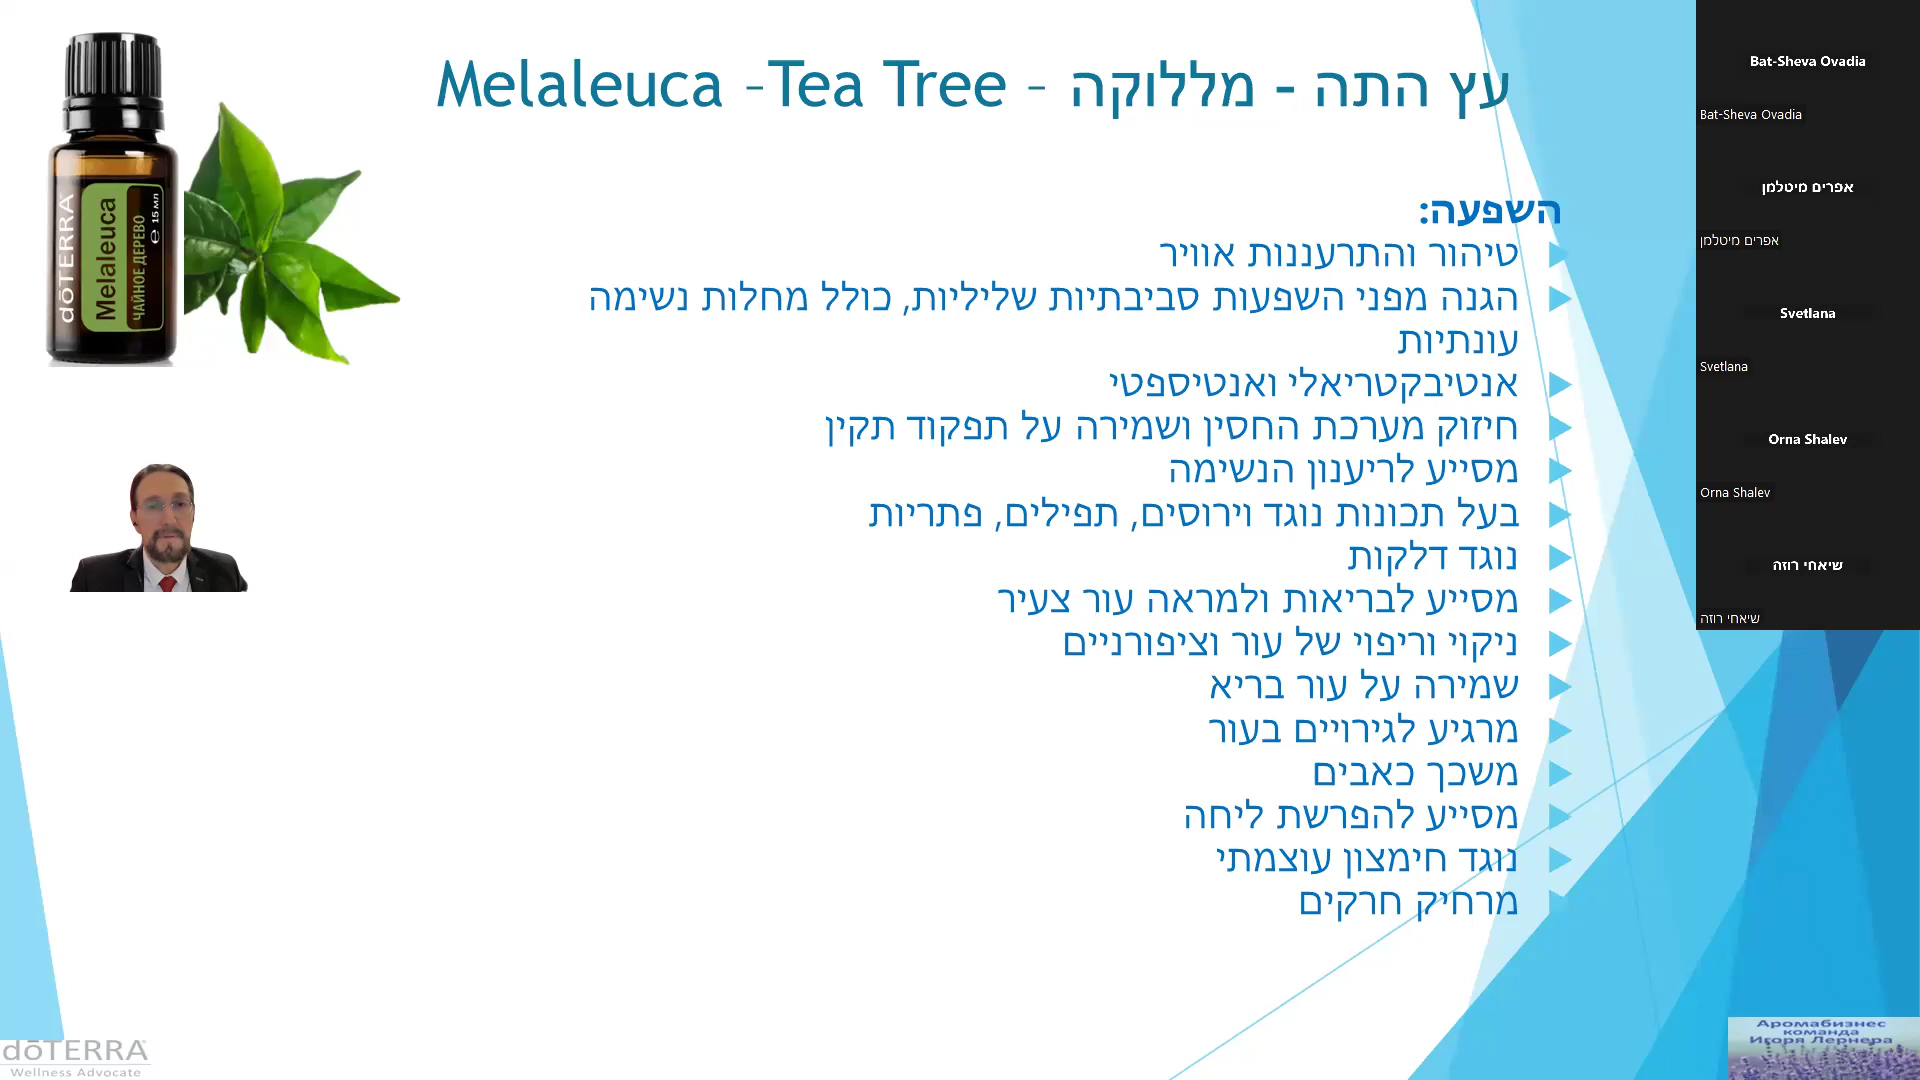 עץ התה - מללוקה - Melaleuca –Tea Tree
dōTERRA
Melaleuca
ЧАЙНОЕ ДЕРЕВО
℮ 15 мл
השפעה:
טיהור והתרעננות אוויר
הגנה מפני השפעות סביבתיות שליליות, כולל מחלות נשימה
עונתיות
אנטיבקטריאלי ואנטיספטי
חיזוק מערכת החסין ושמירה על תפקוד תקין
מסייע לריענון הנשימה
בעל תכונות נוגד וירוסים, תפילים, פתריות
נוגד דלקות
מסייע לבריאות ולמראה עור צעיר
ניקוי וריפוי של עור וציפורניים
שמירה על עור בריא
מרגיע לגירויים בעור
משכך כאבים
מסייע להפרשת ליחה
נוגד חימצון עוצמתי
מרחיק חרקים
Bat-Sheva Ovadia
Bat-Sheva Ovadia
אפרים מיטלמן
אפרים מיטלמן
Svetlana
Svetlana
Orna Shalev
Orna Shalev
שיאחי רוזה
שיאחי רוזה
dōTERRA
Wellness Advocate
Аромабизнес
команда
Игоря Лернера